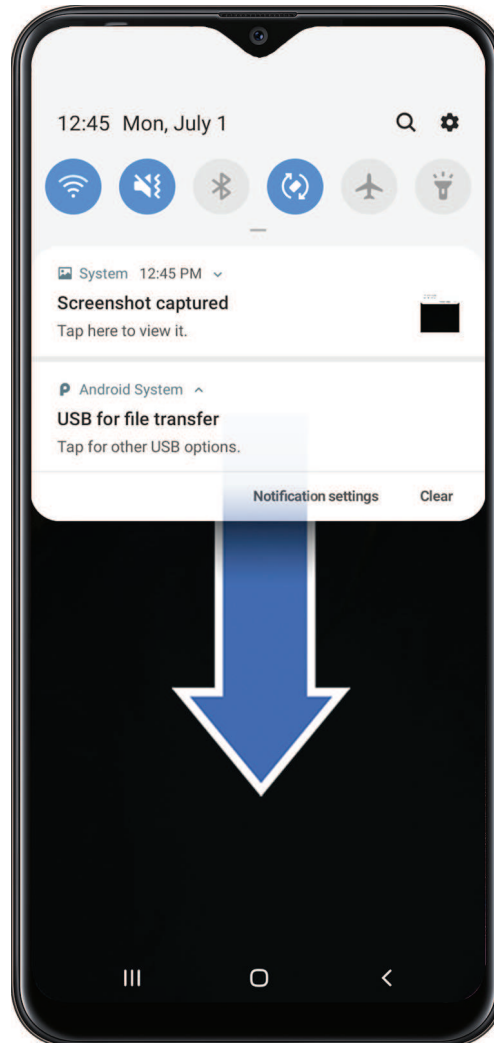 12:45 Mon, July 1
System 12:45 PM
Screenshot captured
Tap here to view it.
Android System
USB for file transfer
Tap for other USB options.
Notification settings Clear